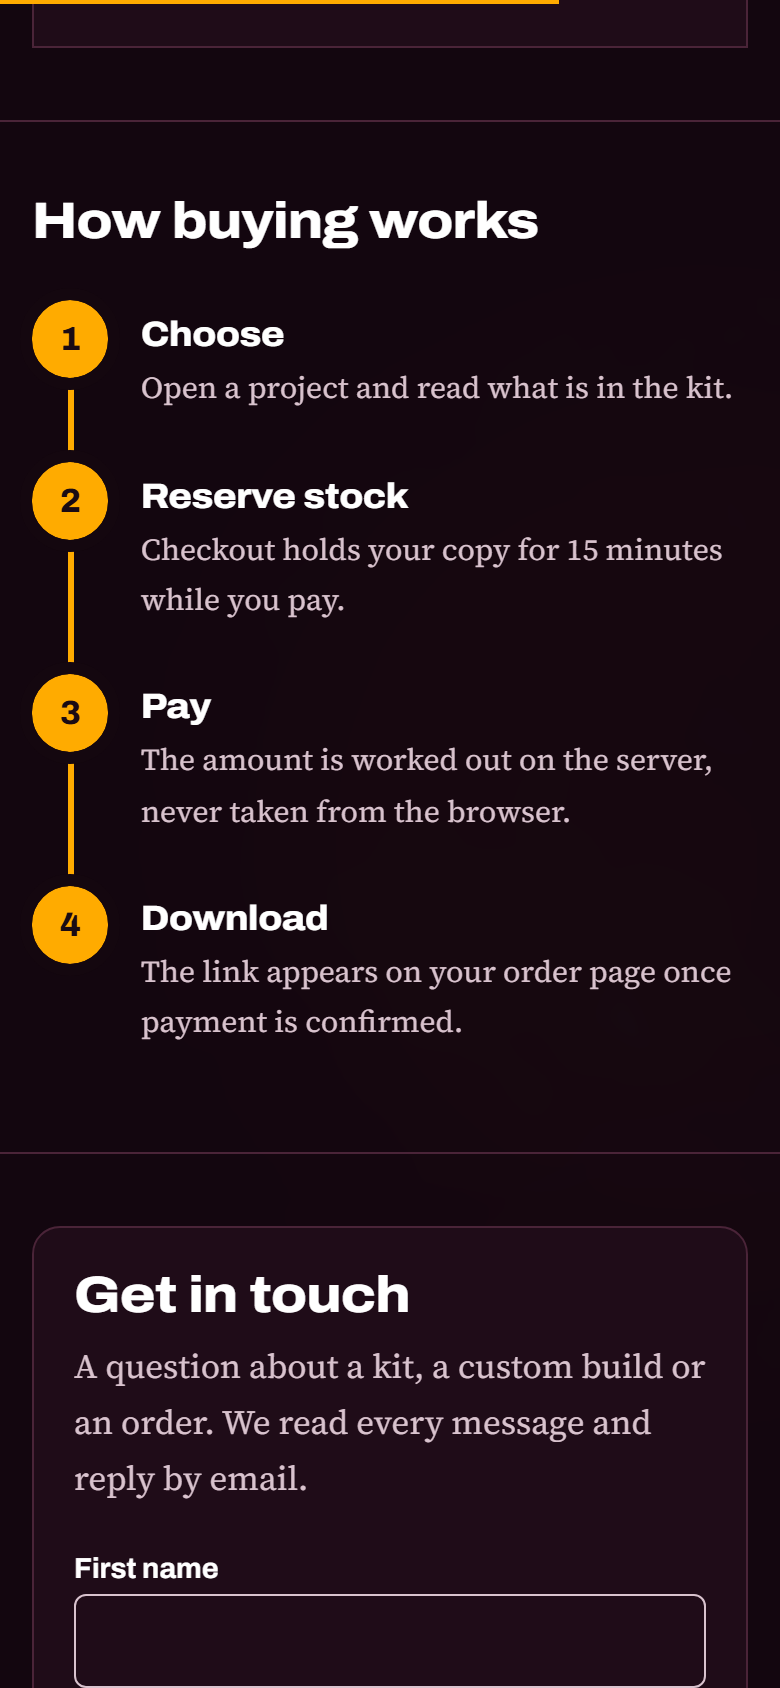 How buying works
1
Choose
Open a project and read what is in the kit.
2
Reserve stock
Checkout holds your copy for 15 minutes
while you pay.
3
Pay
The amount is worked out on the server,
never taken from the browser.
4
Download
The link appears on your order page once
payment is confirmed.
Get in touch
A question about a kit, a custom build or
an order. We read every message and
reply by email.
First name